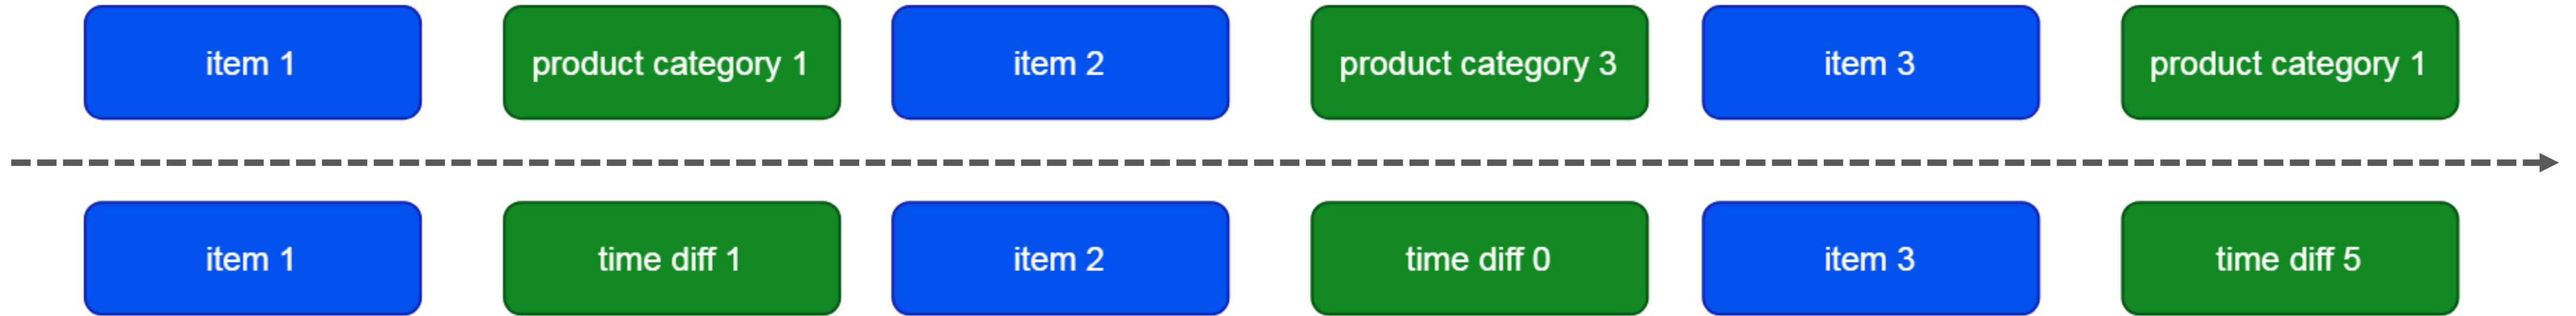 item 1
product category 1
item 2
product category 3
item 3
product category 1
item 1
time diff 1
item 2
time diff 0
item 3
time diff 5